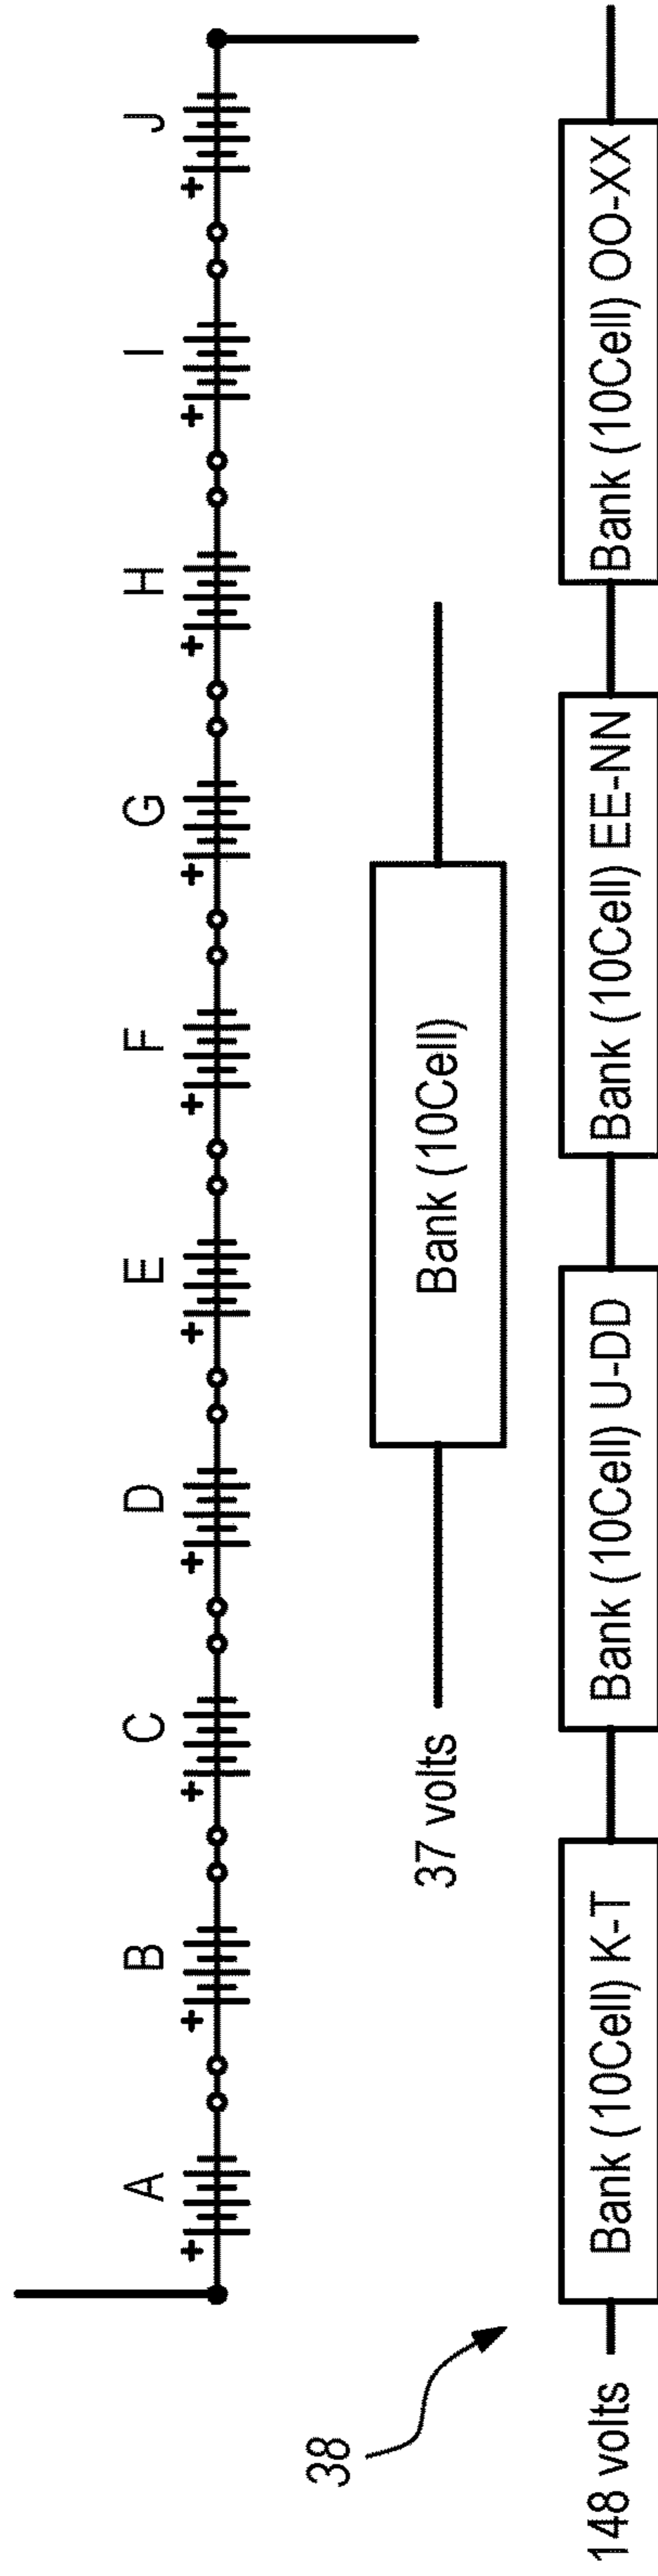 A B C D E F G H I J
+ + + + + + + + + +
37 volts
Bank (10Cell)
38
148 volts
Bank (10Cell) K-T
Bank (10Cell) U-DD
Bank (10Cell) EE-NN
Bank (10Cell) OO-XX